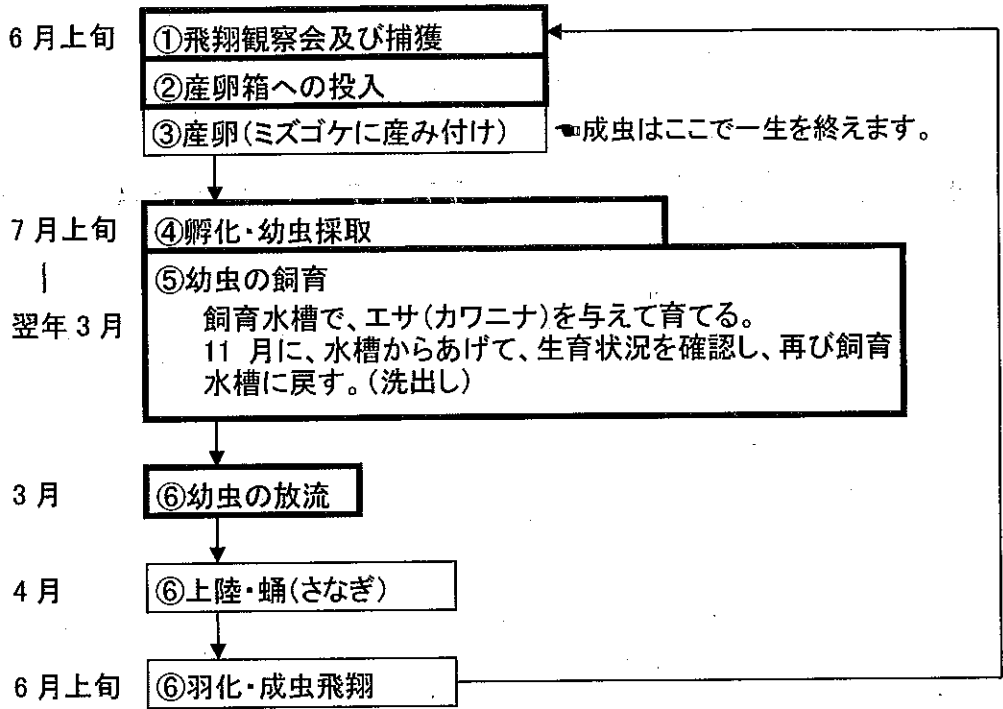 6月上旬
①飛翔観察会及び捕獲
②産卵箱への投入
③産卵(ミズゴケに産み付け)
☚成虫はここで一生を終えます。
7月上旬
|
翌年3月
④孵化・幼虫採取
⑤幼虫の飼育
飼育水槽で、エサ(カワニナ)を与えて育てる。
11 月に、水槽からあげて、生育状況を確認し、再び飼育
水槽に戻す。(洗出し)
3月
⑥幼虫の放流
4月
⑥上陸・蛹(さなぎ)
6月上旬
⑥羽化・成虫飛翔